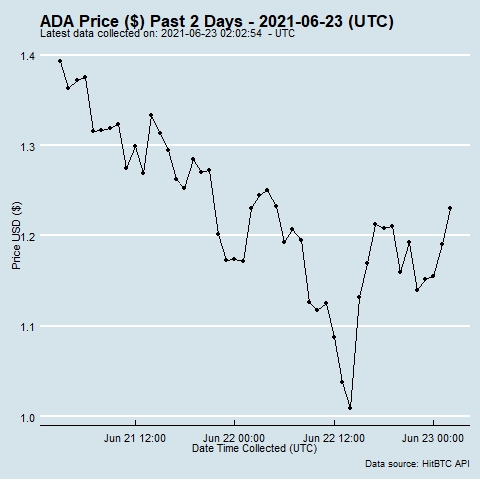 ADA Price ($) Past 2 Days - 2021-06-23 (UTC)
Latest data collected on: 2021-06-23 02:02:54  - UTC
Price USD ($)
1.4
1.3
1.2
1.1
1.0
Jun 21 12:00
Jun 22 00:00
Jun 22 12:00
Jun 23 00:00
Date Time Collected (UTC)
Data source: HitBTC API